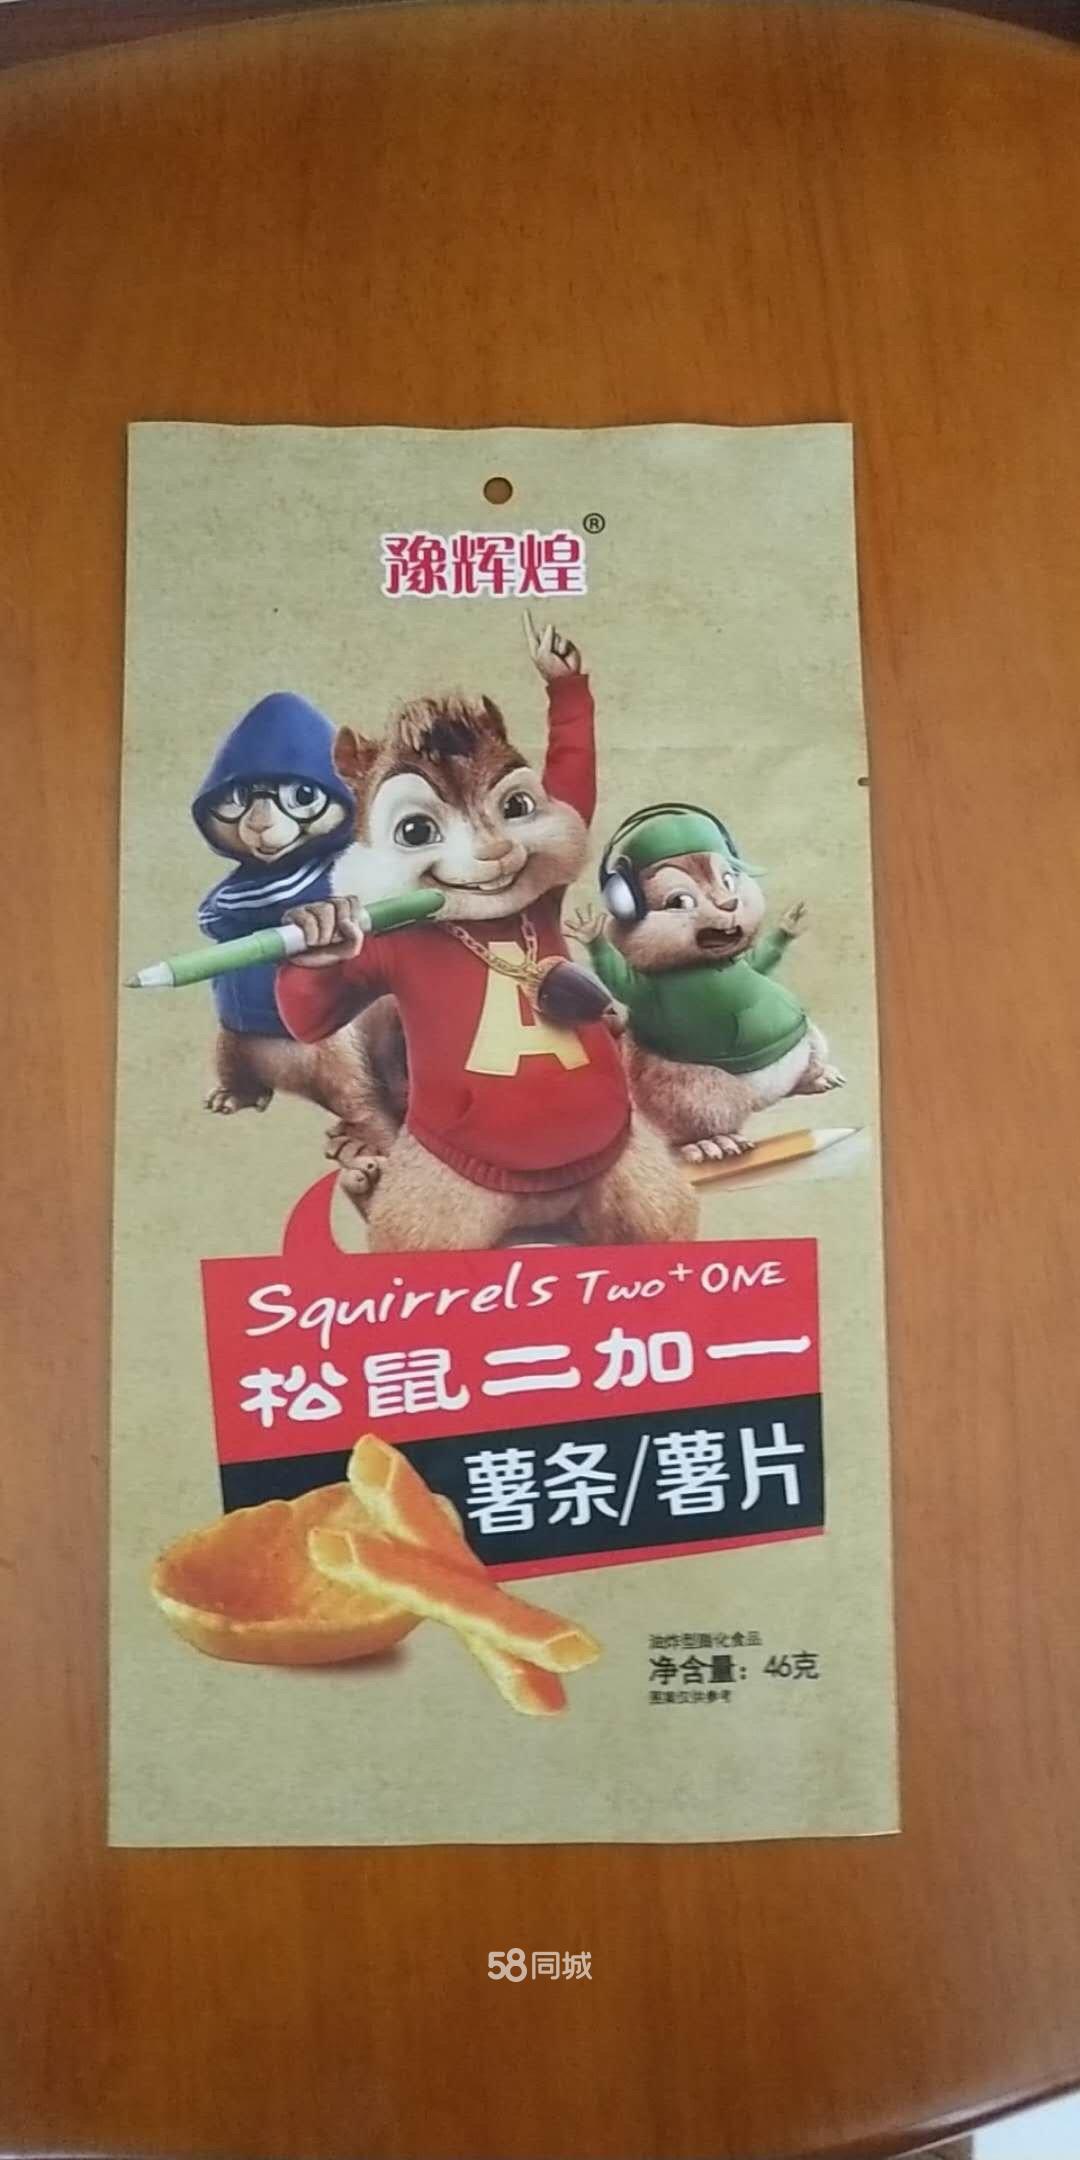 豫辉煌®
A
Squirrels Two+ONE
松鼠二加一
薯条/薯片
油炸型膨化食品
净含量：46克
图案仅供参考
58同城